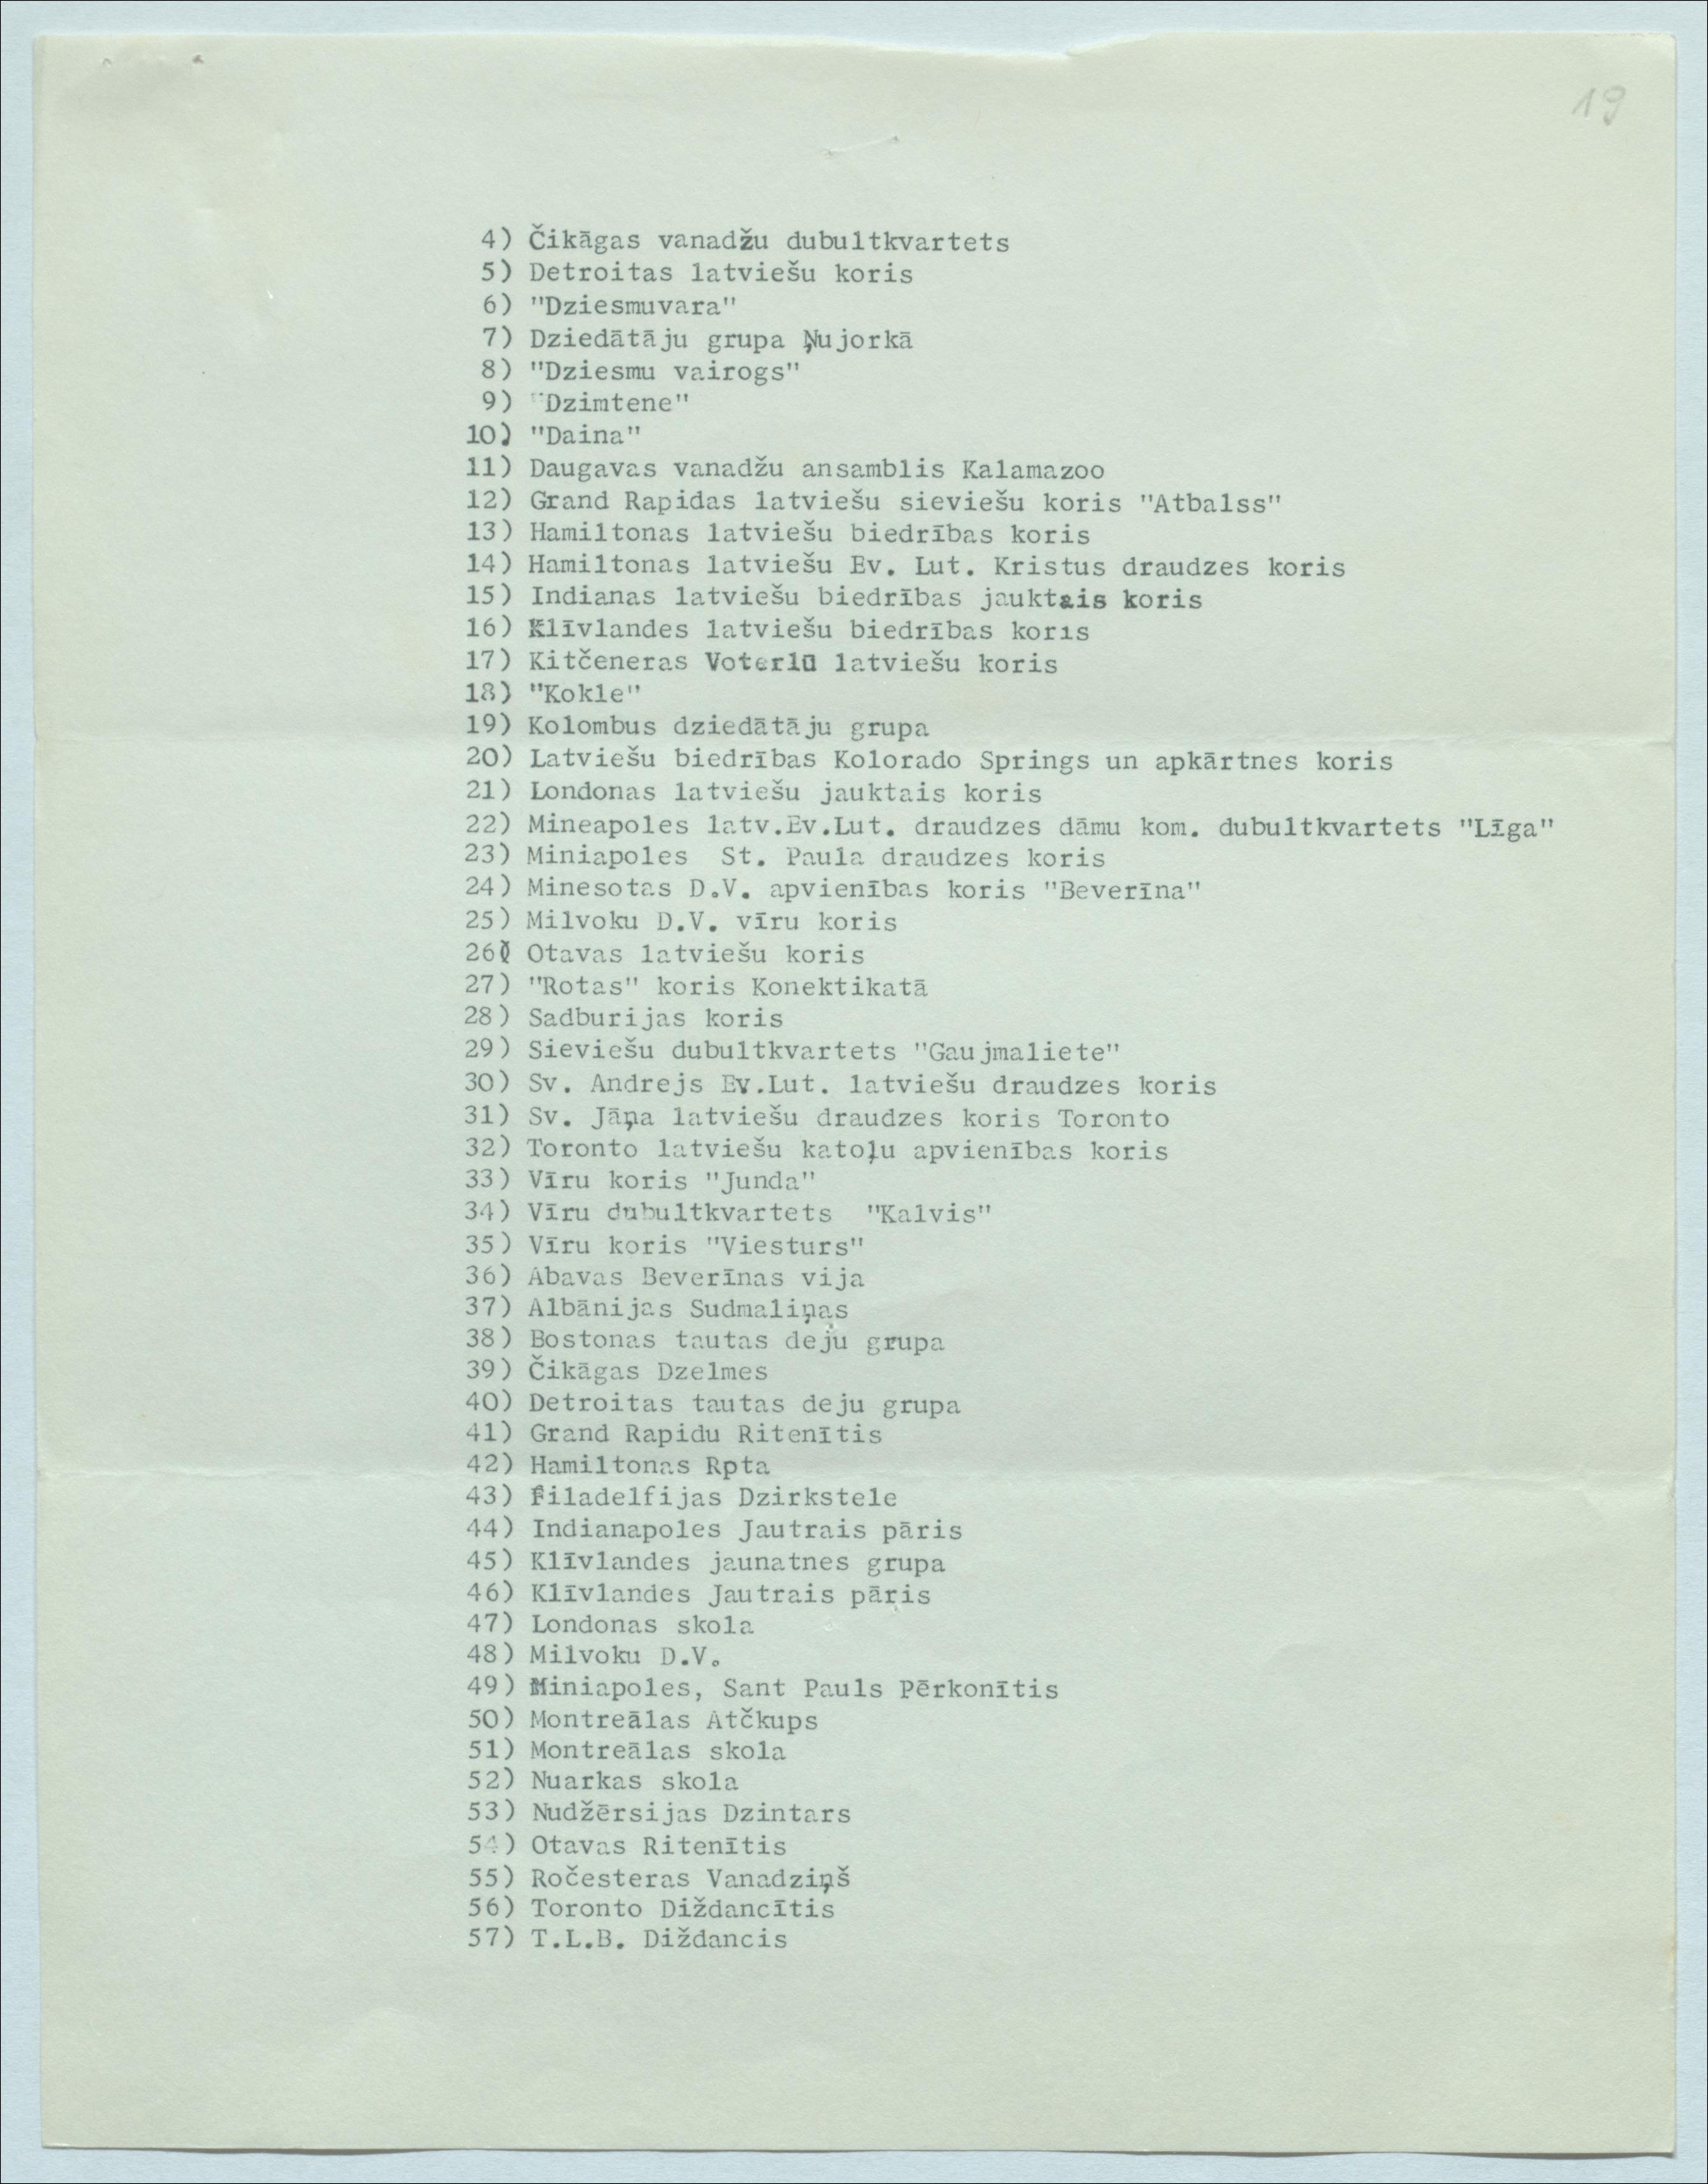 19
4) Čikāgas vanadžu dubultkvartets
5) Detroitas latviešu koris
6) "Dziesmuvara"
7) Dziedātāju grupa Ņujorkā
8) "Dziesmu vairogs"
9) "Dzimtene"
10) "Daina"
11) Daugavas vanadžu ansamblis Kalamazoo
12) Grand Rapidas latviešu sieviešu koris "Atbalss"
13) Hamiltonas latviešu biedrības koris
14) Hamiltonas latviešu Ev. Lut. Kristus draudzes koris
15) Indianas latviešu biedrības jauktais koris
16) Klīvlandes latviešu biedrības koris
17) Kitčeneras Voterlū latviešu koris
18) "Kokle"
19) Kolombus dziedātāju grupa
20) Latviešu biedrības Kolorado Springs un apkārtnes koris
21) Londonas latviešu jauktais koris
22) Mineapoles latv.Ev.Lut. draudzes dāmu kom. dubultkvartets "Līga"
23) Miniapoles St. Paula draudzes koris
24) Minesotas D.V. apvienības koris "Beverīna"
25) Milvoku D.V. vīru koris
26) Otavas latviešu koris
27) "Rotas" koris Konektikatā
28) Sadburijas koris
29) Sieviešu dubultkvartets "Gaujmaliete"
30) Sv. Andrejs Ev.Lut. latviešu draudzes koris
31) Sv. Jāņa latviešu draudzes koris Toronto
32) Toronto latviešu katoļu apvienības koris
33) Vīru koris "Junda"
34) Vīru dubultkvartets "Kalvis"
35) Vīru koris "Viesturs"
36) Abavas Beverīnas vija
37) Albānijas Sudmaliņas
38) Bostonas tautas deju grupa
39) Čikāgas Dzelmes
40) Detroitas tautas deju grupa
41) Grand Rapidu Ritenītis
42) Hamiltonas Rpta
43) Filadelfijas Dzirkstele
44) Indianapoles Jautrais pāris
45) Klīvlandes jaunatnes grupa
46) Klīvlandes Jautrais pāris
47) Londonas skola
48) Milvoku D.V.
49) Miniapoles, Sant Pauls Pērkonītis
50) Montreālas Atčkups
51) Montreālas skola
52) Nuarkas skola
53) Nudžērsijas Dzintars
54) Otavas Ritenītis
55) Ročesteras Vanadziņš
56) Toronto Diždancītis
57) T.L.B. Diždancis